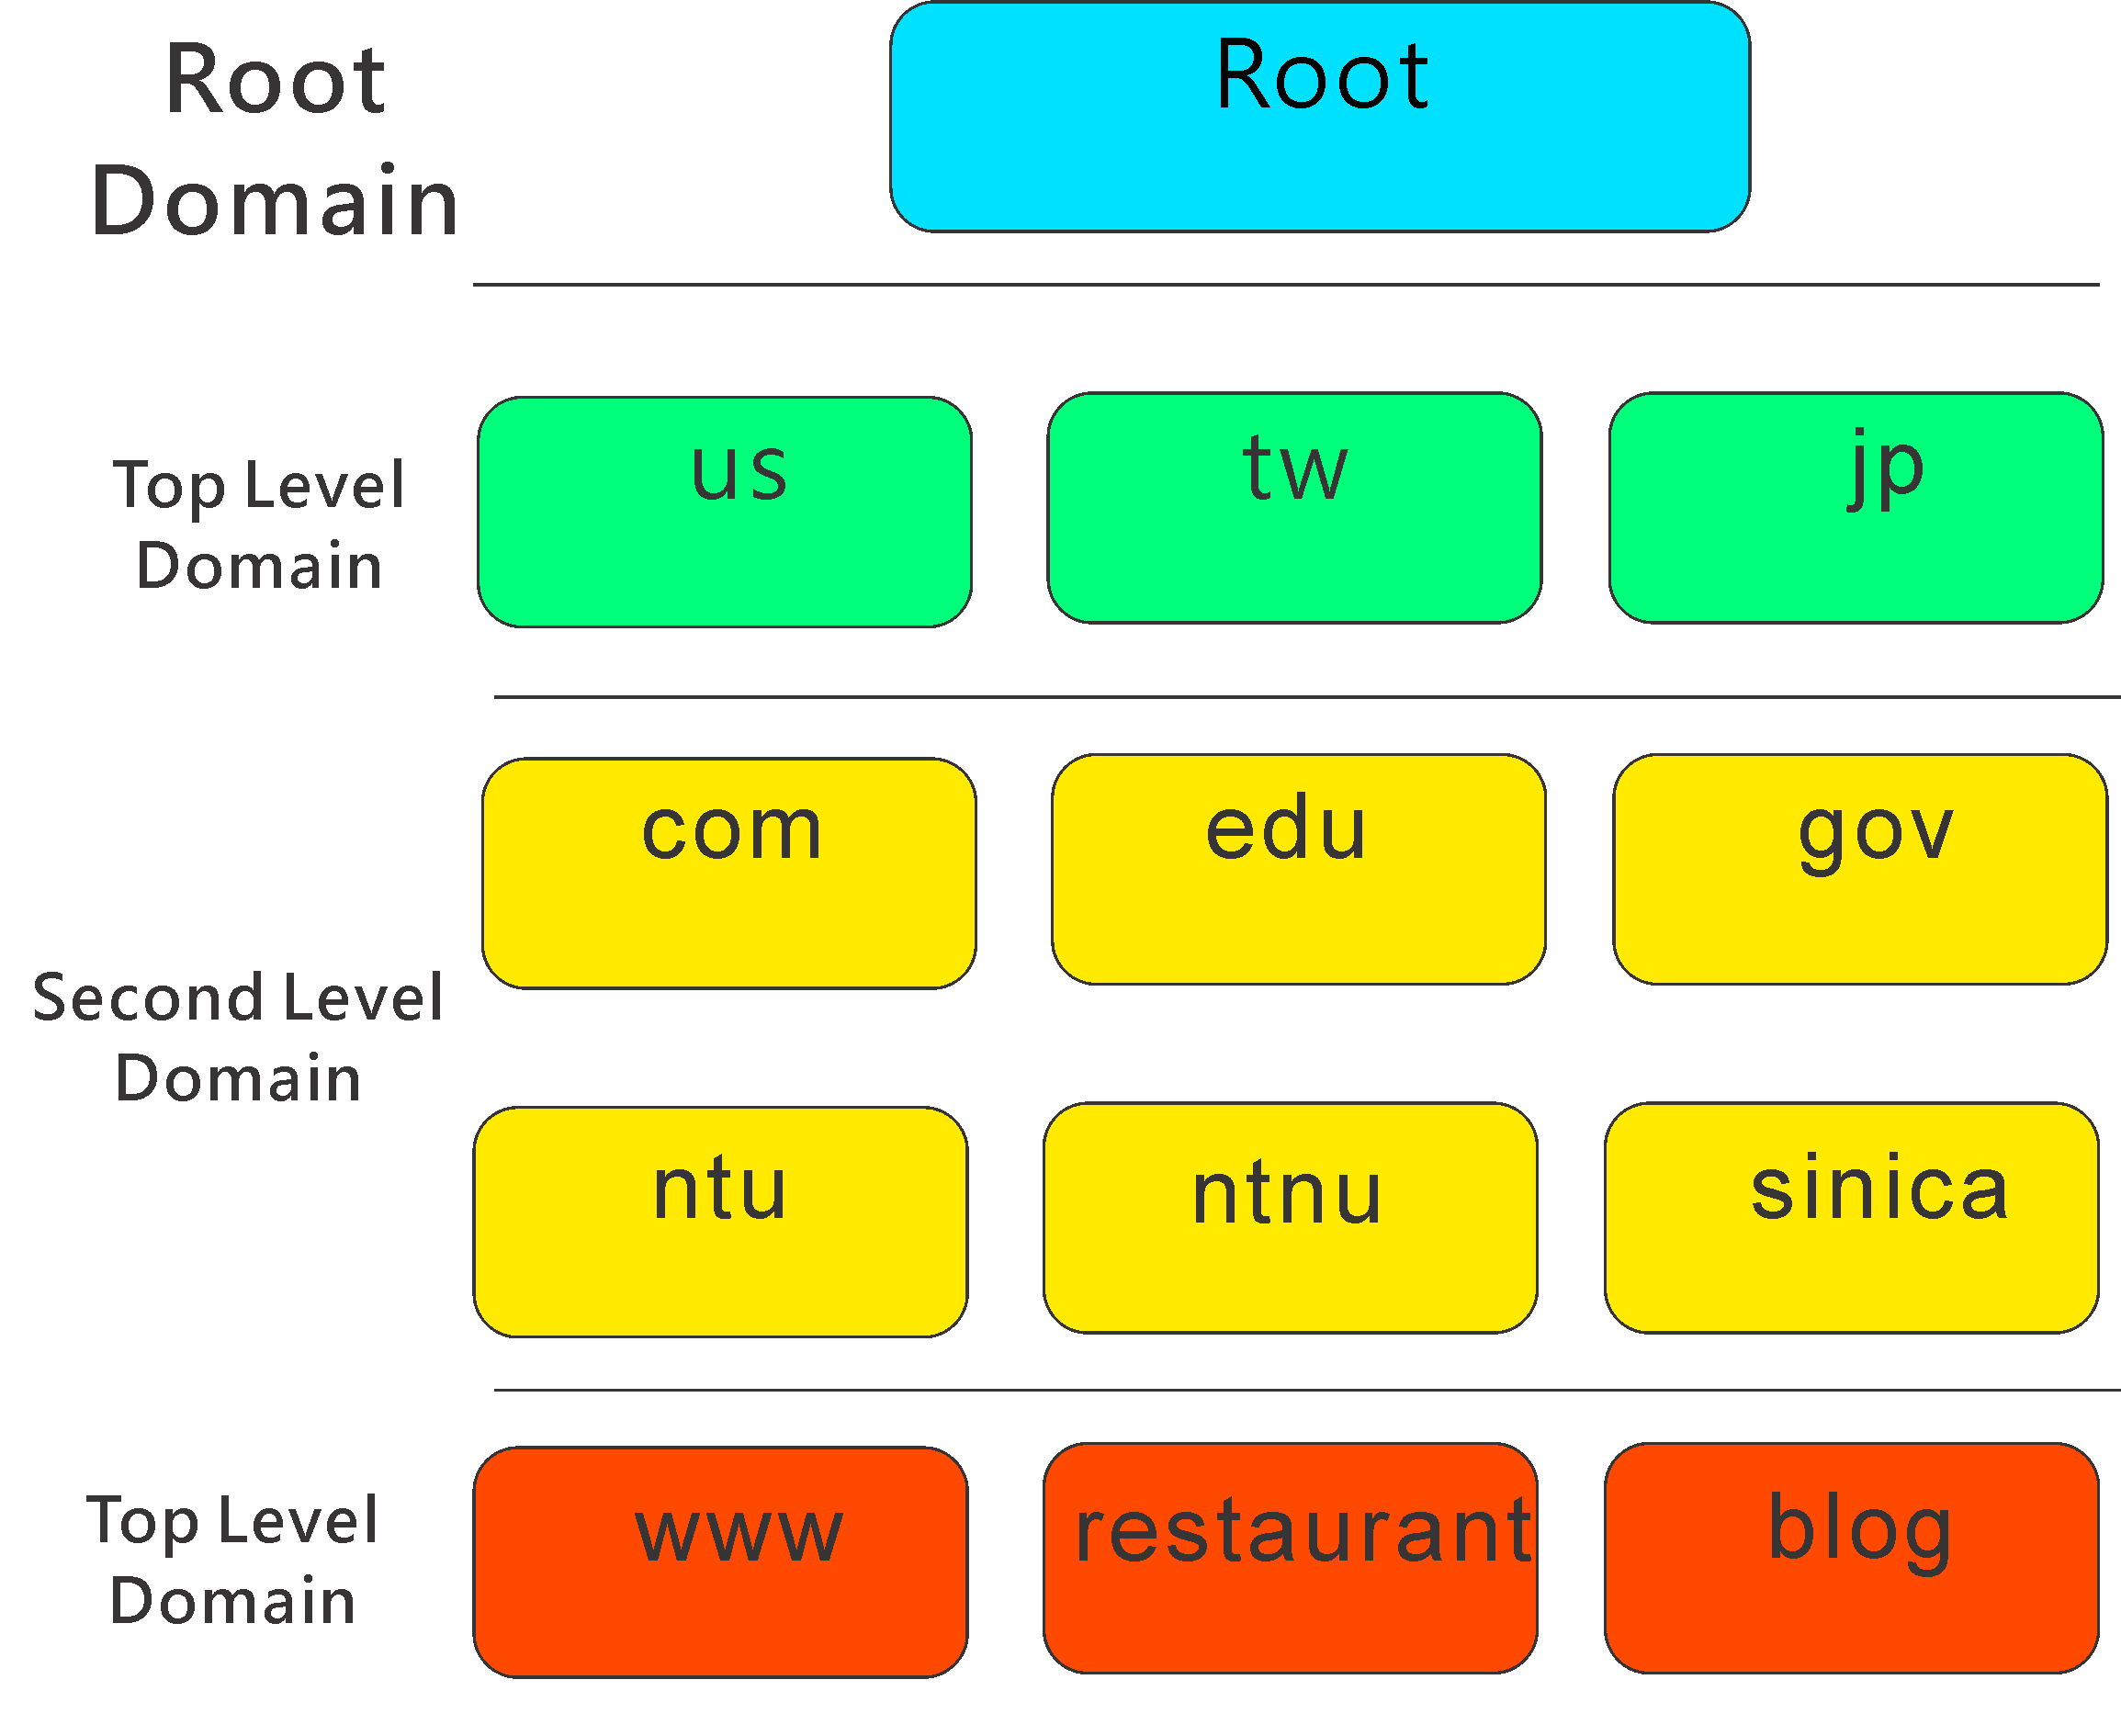 Root
Domain
Root
Top Level
Domain
us
tw
jp
Second Level
Domain
com
edu
gov
ntu
ntnu
sinica
Top Level
Domain
www
restaurant
blog